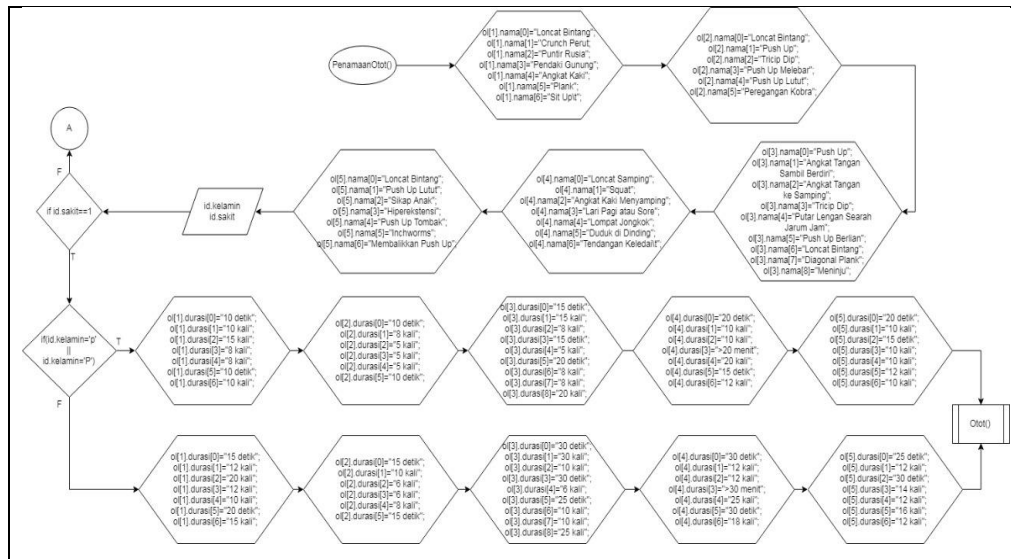 PenamaanOtot()
ol[1].nama[0]="Loncat Bintang";
ol[1].nama[1]="Crunch Perut;
ol[1].nama[2]="Puntir Rusia";
ol[1].nama[3]="Pendaki Gunung";
ol[1].nama[4]="Angkat Kaki";
ol[1].nama[5]="Plank";
ol[1].nama[6]="Sit Up\t";
ol[2].nama[0]="Loncat Bintang";
ol[2].nama[1]="Push Up";
ol[2].nama[2]="Tricip Dip";
ol[2].nama[3]="Push Up Melebar";
ol[2].nama[4]="Push Up Lutut";
ol[2].nama[5]="Peregangan Kobra";
ol[3].nama[0]="Push Up";
ol[3].nama[1]="Angkat Tangan
Sambil Berdiri";
ol[3].nama[2]="Angkat Tangan
ke Samping";
ol[3].nama[3]="Tricip Dip";
ol[3].nama[4]="Putar Lengan Searah
Jarum Jam";
ol[3].nama[5]="Push Up Berlian";
ol[3].nama[6]="Loncat Bintang";
ol[3].nama[7]="Diagonal Plank";
ol[3].nama[8]="Meninju";
ol[4].nama[0]="Loncat Samping";
ol[4].nama[1]="Squat";
ol[4].nama[2]="Angkat Kaki Menyamping";
ol[4].nama[3]="Lari Pagi atau Sore";
ol[4].nama[4]="Lompat Jongkok";
ol[4].nama[5]="Duduk di Dinding";
ol[4].nama[6]="Tendangan Keledai\t";
ol[5].nama[0]="Loncat Bintang";
ol[5].nama[1]="Push Up Lutut";
ol[5].nama[2]="Sikap Anak";
ol[5].nama[3]="Hiperekstensi";
ol[5].nama[4]="Push Up Tombak";
ol[5].nama[5]="Inchworms";
ol[5].nama[6]="Membalikkan Push Up";
id.kelamin
id.sakit
if id.sakit==1
F
A
T
if(id.kelamin='p'
||
id.kelamin='P')
T
ol[1].durasi[0]="10 detik";
ol[1].durasi[1]="10 kali";
ol[1].durasi[2]="15 kali";
ol[1].durasi[3]="8 kali";
ol[1].durasi[4]="8 kali";
ol[1].durasi[5]="10 detik";
ol[1].durasi[6]="10 kali";
ol[2].durasi[0]="10 detik";
ol[2].durasi[1]="8 kali";
ol[2].durasi[2]="5 kali";
ol[2].durasi[3]="5 kali";
ol[2].durasi[4]="5 kali";
ol[2].durasi[5]="10 detik";
ol[3].durasi[0]="15 detik";
ol[3].durasi[1]="15 kali";
ol[3].durasi[2]="8 kali";
ol[3].durasi[3]="15 detik";
ol[3].durasi[4]="5 kali";
ol[3].durasi[5]="20 detik";
ol[3].durasi[6]="8 kali";
ol[3].durasi[7]="8 kali";
ol[3].durasi[8]="20 kali";
ol[4].durasi[0]="20 detik";
ol[4].durasi[1]="10 kali";
ol[4].durasi[2]="10 kali";
ol[4].durasi[3]=">20 menit";
ol[4].durasi[4]="20 kali";
ol[4].durasi[5]="15 detik";
ol[4].durasi[6]="12 kali";
ol[5].durasi[0]="20 detik";
ol[5].durasi[1]="10 kali";
ol[5].durasi[2]="15 detik";
ol[5].durasi[3]="10 kali";
ol[5].durasi[4]="10 kali";
ol[5].durasi[5]="12 kali";
ol[5].durasi[6]="10 kali";
Otot()
F
ol[1].durasi[0]="15 detik";
ol[1].durasi[1]="12 kali";
ol[1].durasi[2]="20 kali";
ol[1].durasi[3]="12 kali";
ol[1].durasi[4]="10 kali";
ol[1].durasi[5]="20 detik";
ol[1].durasi[6]="15 kali";
ol[2].durasi[0]="15 detik";
ol[2].durasi[1]="10 kali";
ol[2].durasi[2]="6 kali";
ol[2].durasi[3]="6 kali";
ol[2].durasi[4]="8 kali";
ol[2].durasi[5]="15 detik";
ol[3].durasi[0]="30 detik";
ol[3].durasi[1]="30 kali";
ol[3].durasi[2]="10 kali";
ol[3].durasi[3]="30 detik";
ol[3].durasi[4]="6 kali";
ol[3].durasi[5]="25 detik";
ol[3].durasi[6]="10 kali";
ol[3].durasi[7]="10 kali";
ol[3].durasi[8]="25 kali";
ol[4].durasi[0]="30 detik";
ol[4].durasi[1]="12 kali";
ol[4].durasi[2]="12 kali";
ol[4].durasi[3]=">30 menit";
ol[4].durasi[4]="25 kali";
ol[4].durasi[5]="30 detik";
ol[4].durasi[6]="18 kali";
ol[5].durasi[0]="25 detik";
ol[5].durasi[1]="12 kali";
ol[5].durasi[2]="30 detik";
ol[5].durasi[3]="14 kali";
ol[5].durasi[4]="12 kali";
ol[5].durasi[5]="16 kali";
ol[5].durasi[6]="12 kali";